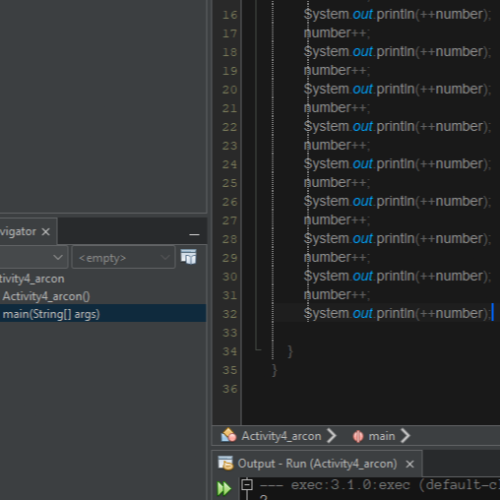 16 System.out.println(++number);
17 number++;
18 System.out.println(++number);
19 number++;
20 System.out.println(++number);
21 number++;
22 System.out.println(++number);
23 number++;
24 System.out.println(++number);
25 number++;
26 System.out.println(++number);
27 number++;
28 System.out.println(++number);
29 number++;
30 System.out.println(++number);
31 number++;
32 System.out.println(++number);
33
34 }
35 }
36
vigator
<empty>
tivity4_arcon
Activity4_arcon()
main(String[] args)
Activity4_arcon main
Output - Run (Activity4_arcon)
--- exec:3.1.0:exec (default-c